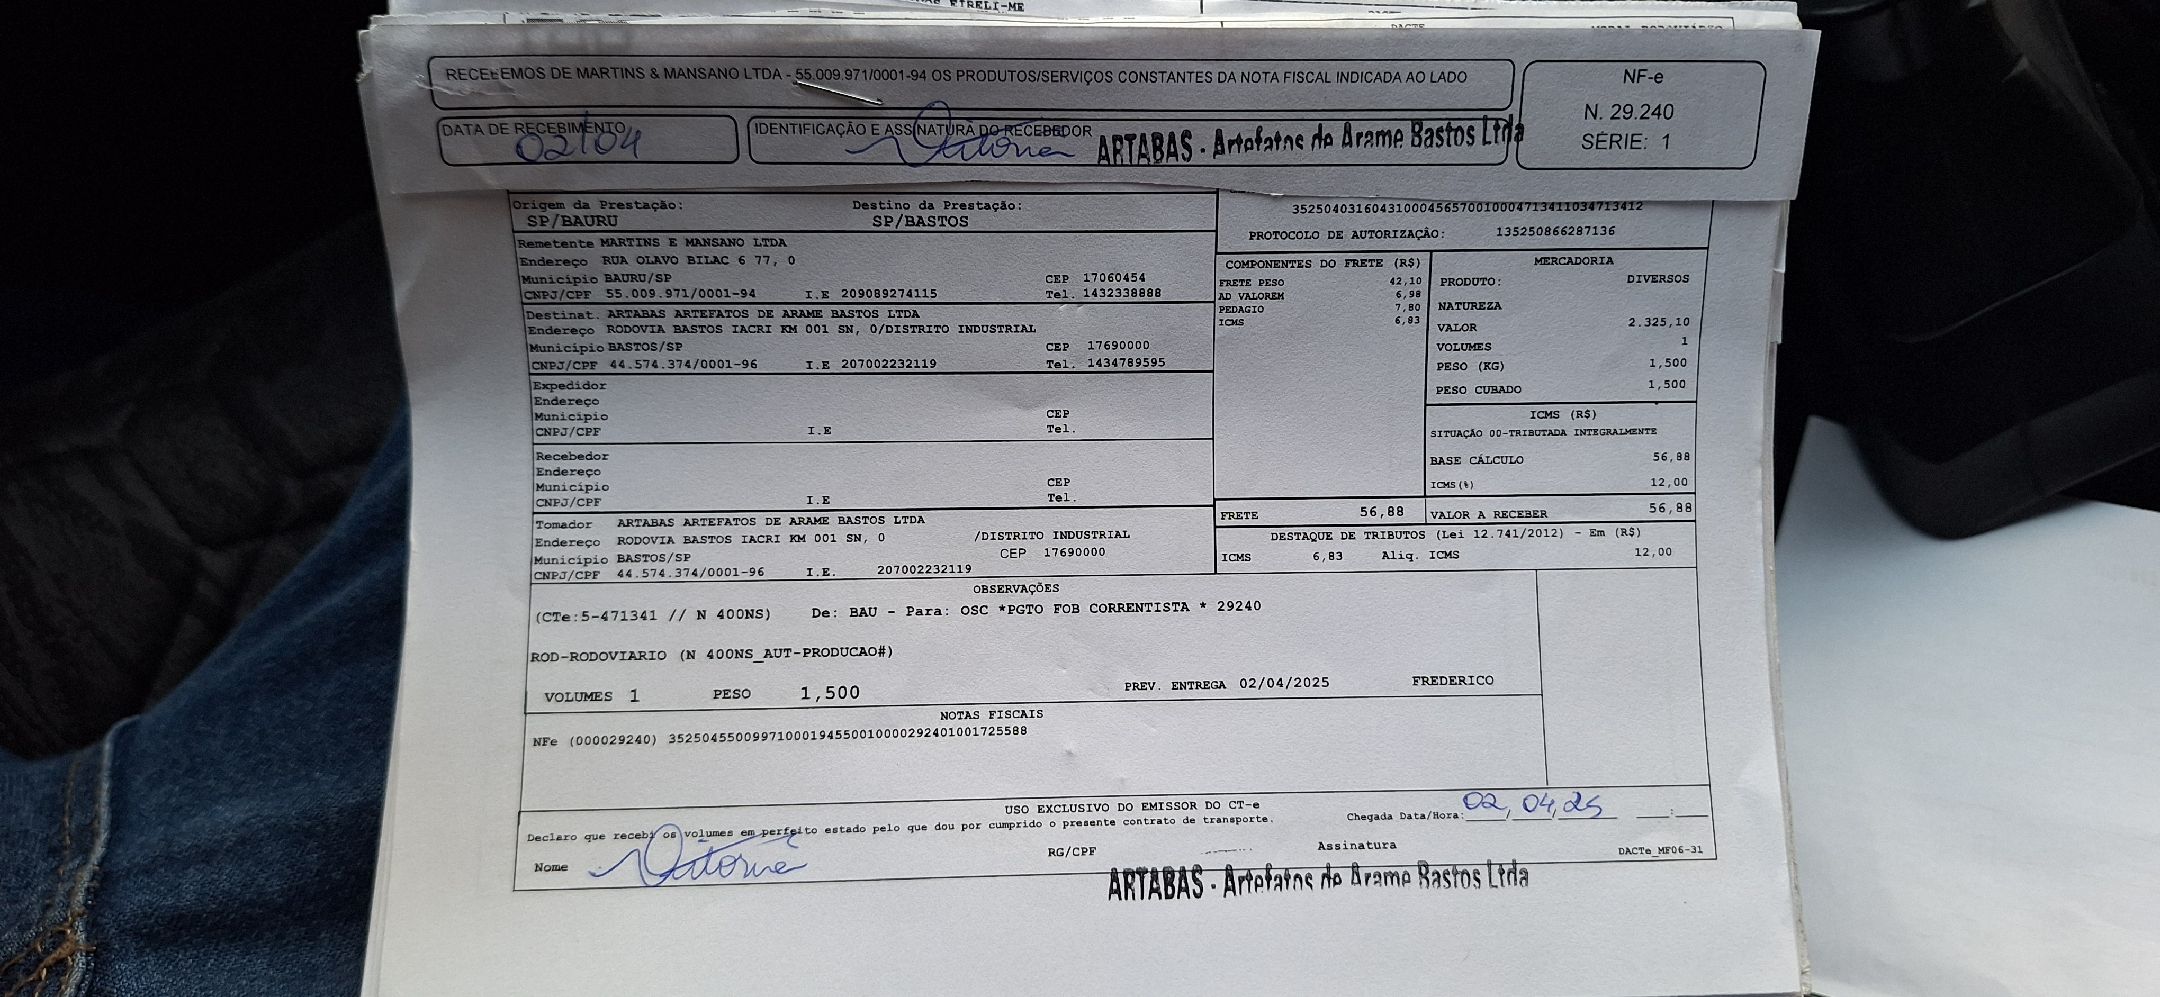 EIRELI-ME
DACTE
RECEBEMOS DE MARTINS & MANSANO LTDA - 55.009.971/0001-94 OS PRODUTOS/SERVIÇOS CONSTANTES DA NOTA FISCAL INDICADA AO LADO
NF-e
N. 29.240
SÉRIE: 1
DATA DE RECEBIMENTO
02/04
IDENTIFICAÇÃO E ASSINATURA DO RECEBEDOR
Vitória
ARTABAS - Artefatos de Arame Bastos Ltda
Origem da Prestação: Destino da Prestação:
SP/BAURU SP/BASTOS
35250403160431000456570010004713411034713412
PROTOCOLO DE AUTORIZAÇÃO: 135250866287136
Remetente MARTINS E MANSANO LTDA
Endereço RUA OLAVO BILAC 6 77, 0
Município BAURU/SP CEP 17060454
CNPJ/CPF 55.009.971/0001-94 I.E 209089274115 Tel. 1432338888
Destinat. ARTABAS ARTEFATOS DE ARAME BASTOS LTDA
Endereço RODOVIA BASTOS IACRI KM 001 SN, 0/DISTRITO INDUSTRIAL
Município BASTOS/SP CEP 17690000
CNPJ/CPF 44.574.374/0001-96 I.E 207002232119 Tel. 1434789595
Expedidor
Endereço
Município CEP
CNPJ/CPF I.E Tel.
Recebedor
Endereço
Município CEP
CNPJ/CPF I.E Tel.
Tomador ARTABAS ARTEFATOS DE ARAME BASTOS LTDA
Endereço RODOVIA BASTOS IACRI KM 001 SN, 0 /DISTRITO INDUSTRIAL
Município BASTOS/SP CEP 17690000
CNPJ/CPF 44.574.374/0001-96 I.E. 207002232119
COMPONENTES DO FRETE (R$)
FRETE PESO 42,10
AD VALOREM 6,98
PEDAGIO 7,80
ICMS 6,83
MERCADORIA
PRODUTO: DIVERSOS
NATUREZA
VALOR 2.325,10
VOLUMES 1
PESO (KG) 1,500
PESO CUBADO 1,500
ICMS (R$)
SITUAÇÃO 00-TRIBUTADA INTEGRALMENTE
BASE CÁLCULO 56,88
ICMS(%) 12,00
FRETE 56,88 VALOR A RECEBER 56,88
DESTAQUE DE TRIBUTOS (Lei 12.741/2012) - Em (R$)
ICMS 6,83 Aliq. ICMS 12,00
OBSERVAÇÕES
(CTe:5-471341 // N 400NS) De: BAU - Para: OSC *PGTO FOB CORRENTISTA * 29240
ROD-RODOVIARIO (N 400NS_AUT-PRODUCAO#)
VOLUMES 1 PESO 1,500 PREV. ENTREGA 02/04/2025 FREDERICO
NOTAS FISCAIS
NFe (000029240) 35250455009971000194550010000292401001725588
USO EXCLUSIVO DO EMISSOR DO CT-e
Declaro que recebi os volumes em perfeito estado pelo que dou por cumprido o presente contrato de transporte.
Chegada Data/Hora: 02/04/25 __:__
Nome Vitória RG/CPF Assinatura DACTe_MF06-31
ARTABAS - Artefatos de Arame Bastos Ltda